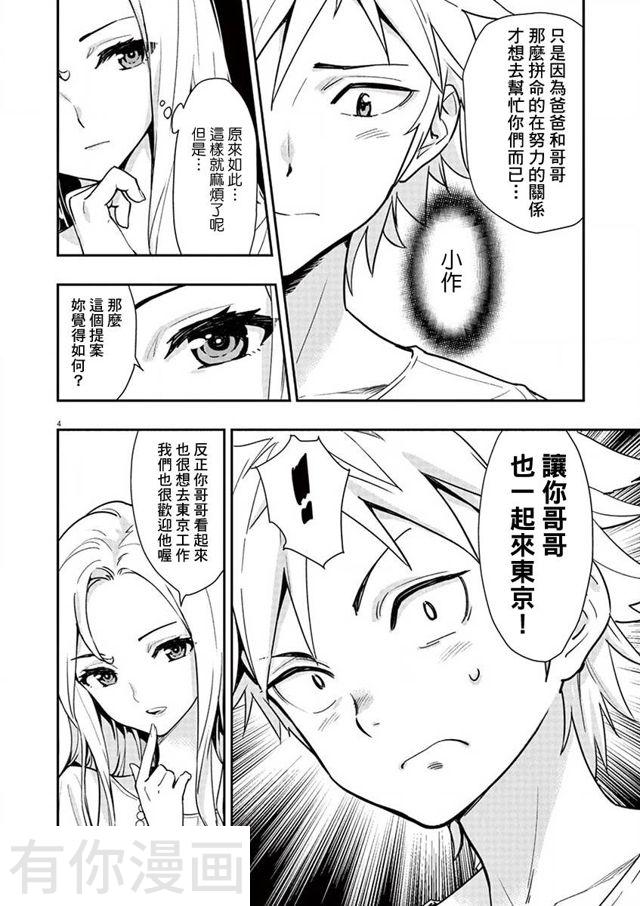 只是因為爸爸和哥哥
那麼拼命的在努力的關係
才想去幫忙你們而已…
小作
原來如此…
這樣就麻煩了呢
但是…
那麼
這個提案
妳覺得如何？
4
讓你哥哥
也一起來東京！
！！
反正你哥哥看起來
也很想去東京工作
我們也很歡迎他喔
有你漫画